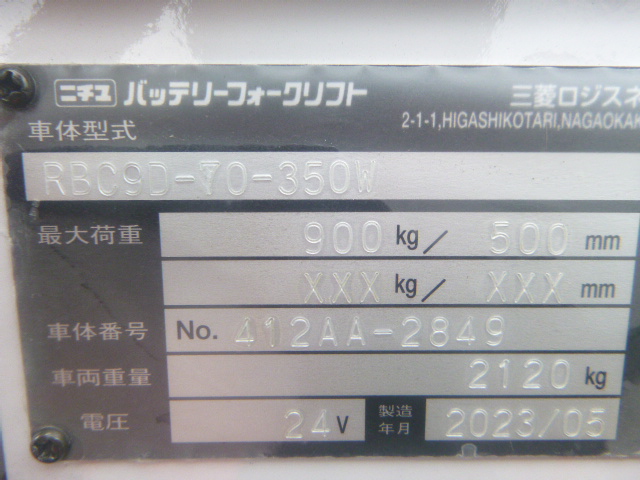 ニチユ バッテリーフォークリフト 三菱ロジスネ
2-1-1,HIGASHIKOTARI,NAGAOKAK
車体型式
RBC9D-70-350W
最大荷重 900 kg/ 500 mm
XXX kg/ XXX mm
車体番号 No. 412AA-2849
車両重量 2120 kg
電圧 24 V 製造年月 2023/05